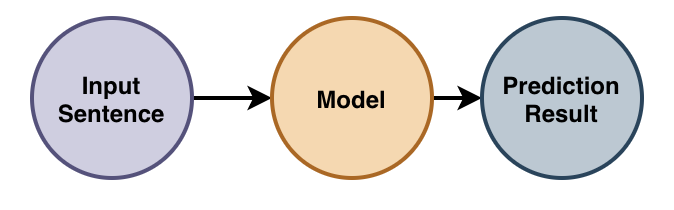 Input
Sentence
Model
Prediction
Result